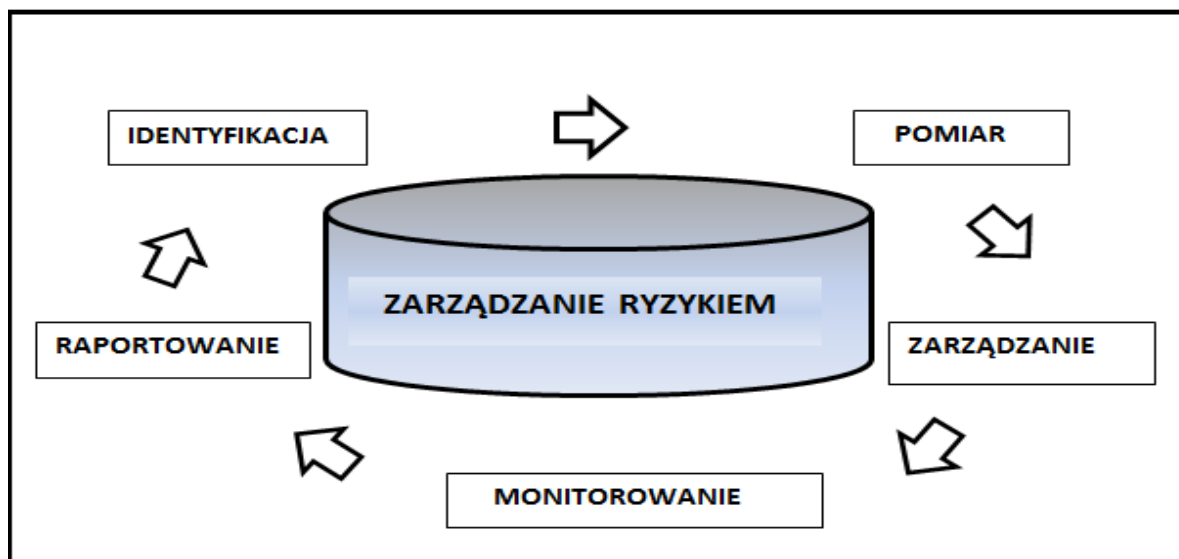 IDENTYFIKACJA
POMIAR
ZARZĄDZANIE RYZYKIEM
RAPORTOWANIE
ZARZĄDZANIE
MONITOROWANIE